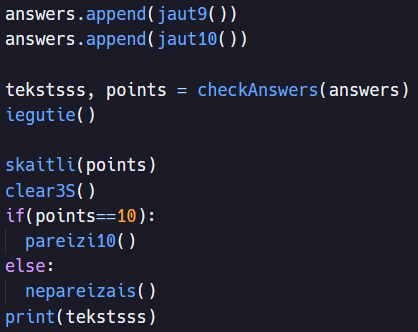 answers.append(jaut9())
answers.append(jaut10())
tekstsss, points = checkAnswers(answers)
iegutie()
skaitli(points)
clear3S()
if(points==10):
pareizi10()
else:
nepareizais()
print(tekstsss)